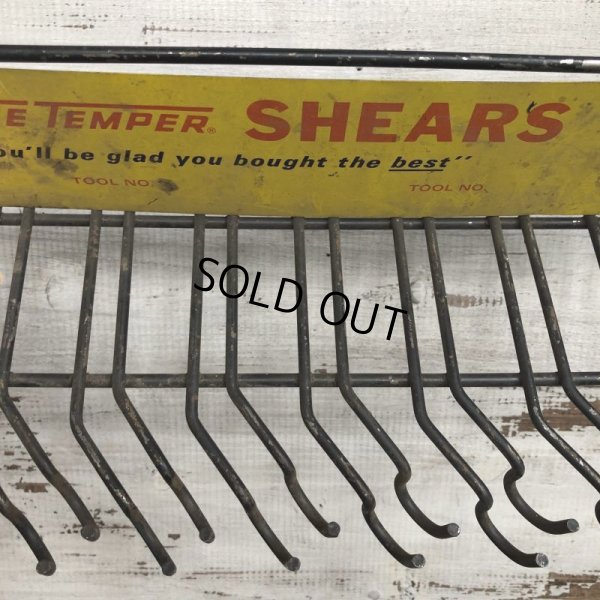 E TEMPER® SHEARS
ou'll be glad you bought the best"
TOOL NO. TOOL NO.
SOLD OUT